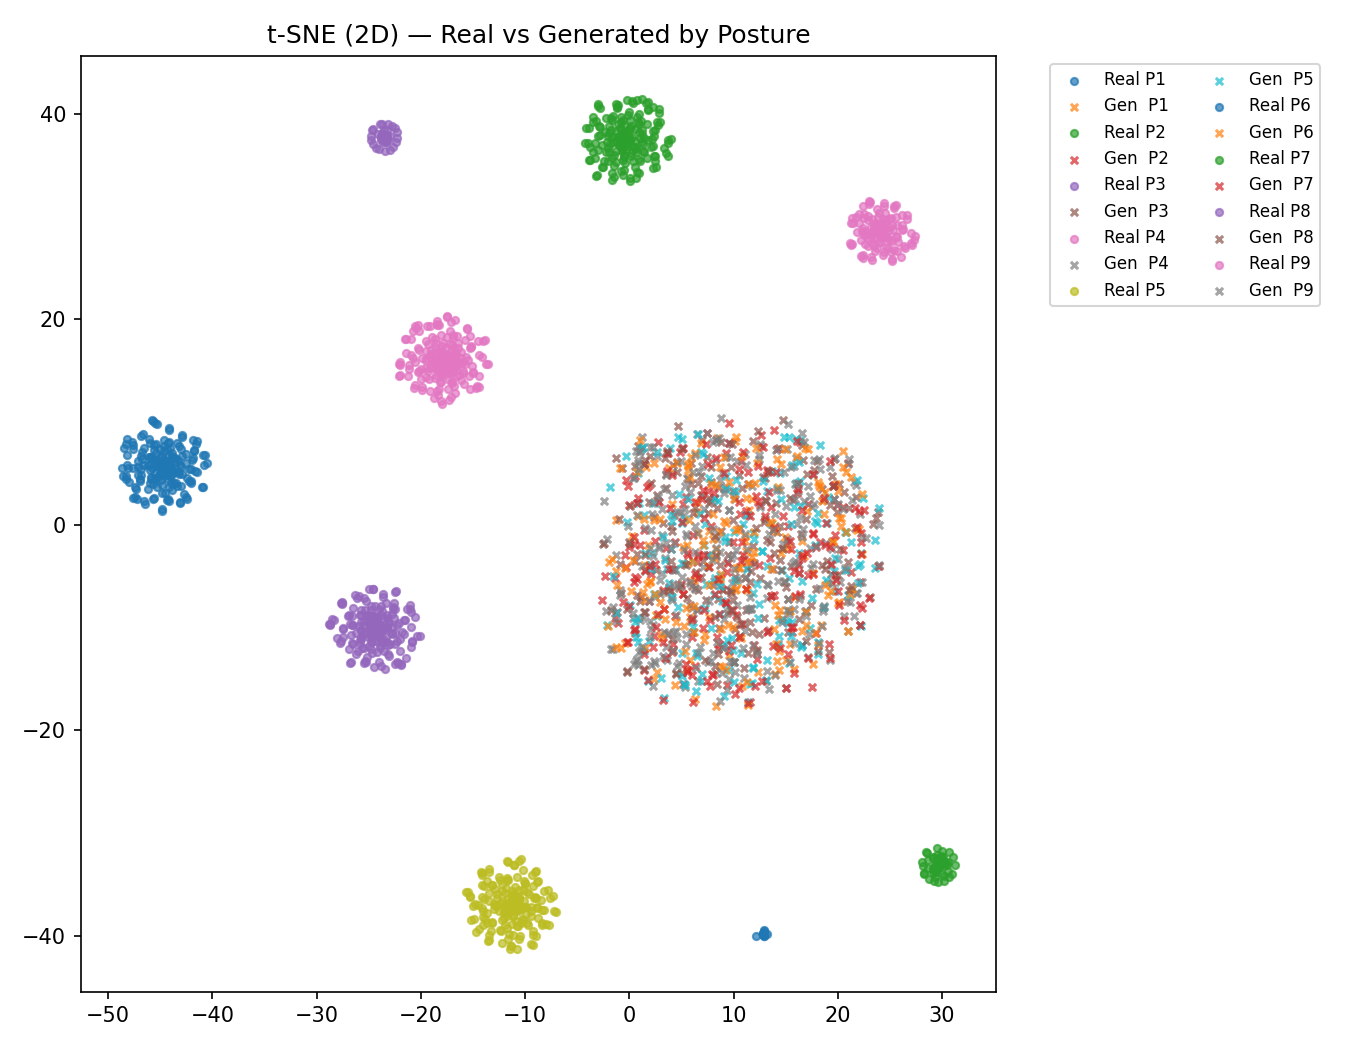 t-SNE (2D) — Real vs Generated by Posture
Real P1
Gen P1
Real P2
Gen P2
Real P3
Gen P3
Real P4
Gen P4
Real P5
Gen P5
Real P6
Gen P6
Real P7
Gen P7
Real P8
Gen P8
Real P9
Gen P9
40
20
0
−20
−40
−50 −40 −30 −20 −10 0 10 20 30